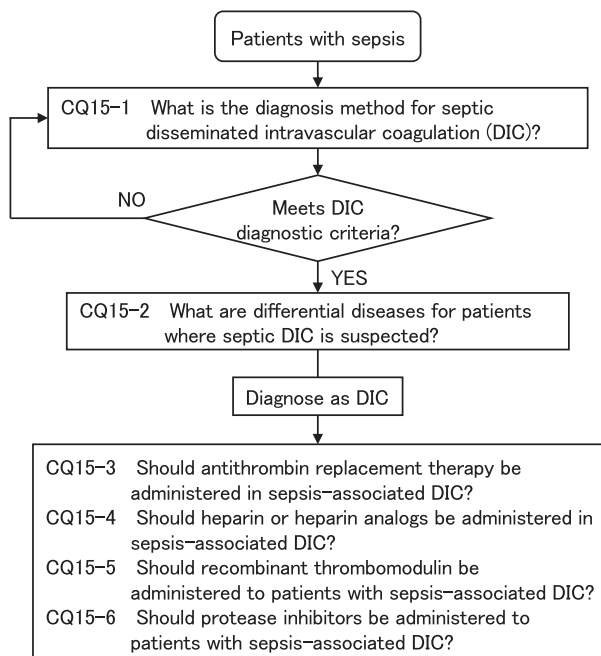 Patients with sepsis
CQ15-1 What is the diagnosis method for septic
disseminated intravascular coagulation (DIC)?
NO
Meets DIC
diagnostic criteria?
YES
CQ15-2 What are differential diseases for patients
where septic DIC is suspected?
Diagnose as DIC
CQ15-3 Should antithrombin replacement therapy be
administered in sepsis-associated DIC?
CQ15-4 Should heparin or heparin analogs be administered in
sepsis-associated DIC?
CQ15-5 Should recombinant thrombomodulin be
administered to patients with sepsis-associated DIC?
CQ15-6 Should protease inhibitors be administered to
patients with sepsis-associated DIC?